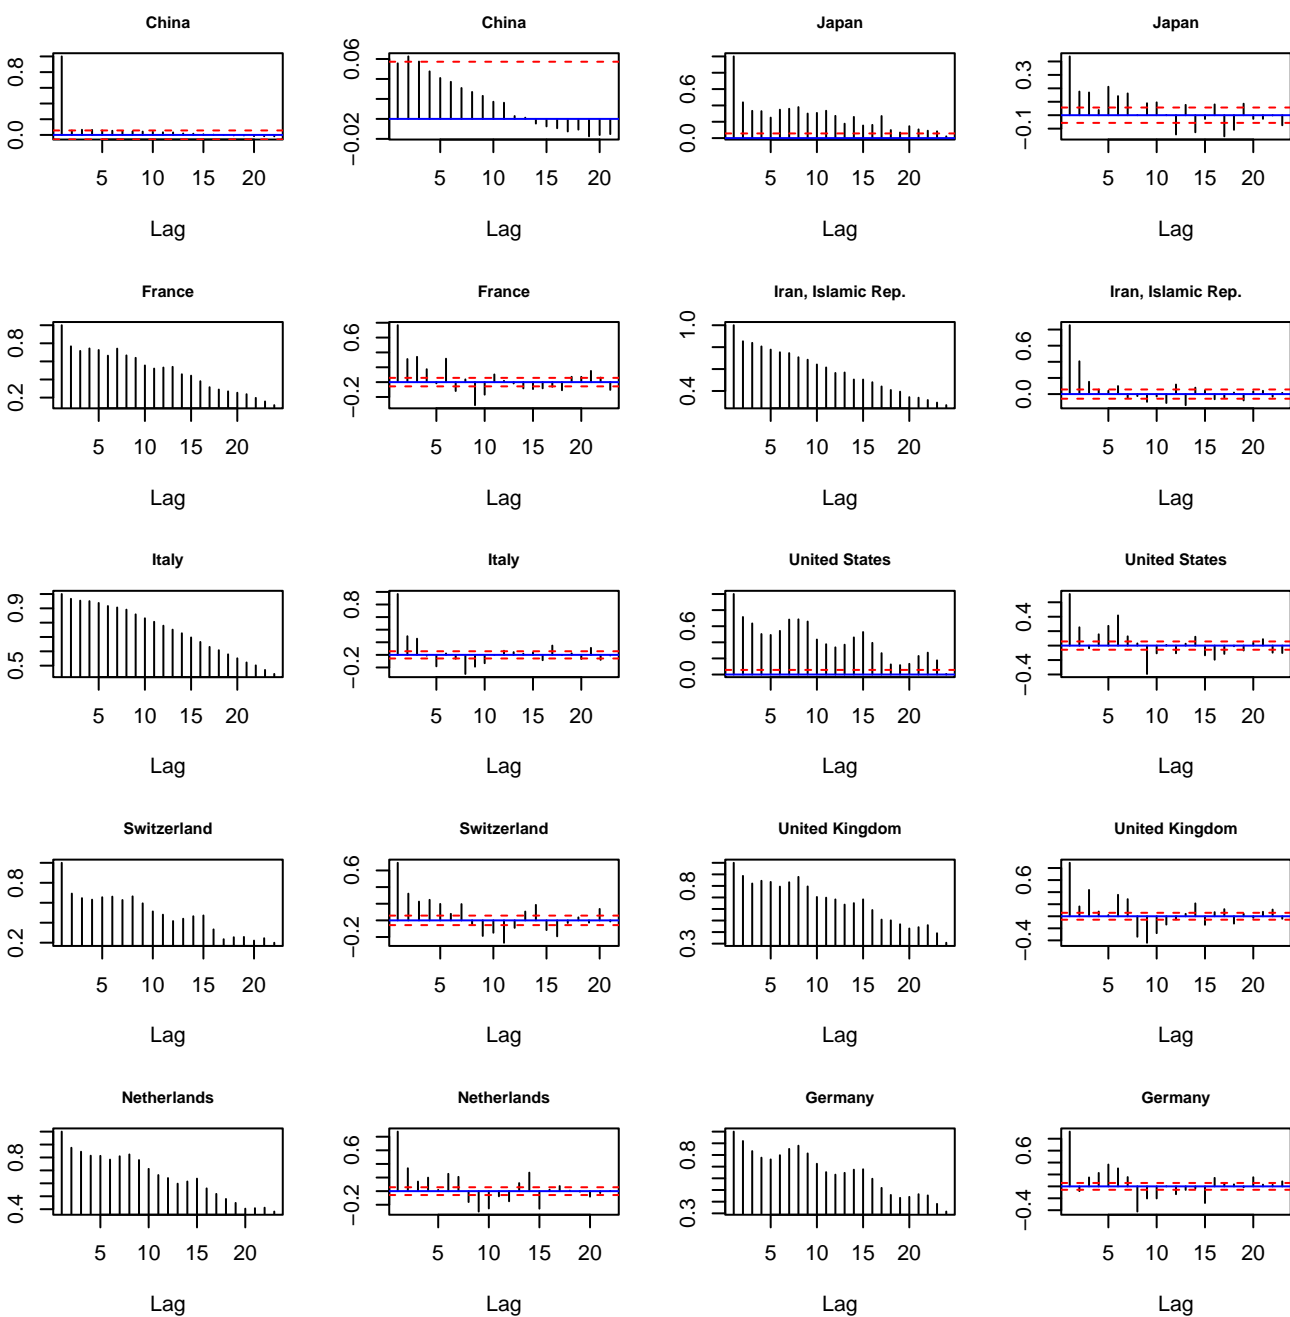 China China Japan Japan
0.0 0.8
−0.02 0.06
0.0 0.6
−0.1 0.3
5 10 15 20 5 10 15 20 5 10 15 20 5 10 15 20
Lag Lag Lag Lag
France France Iran, Islamic Rep. Iran, Islamic Rep.
0.2 0.8
−0.2 0.6
0.4 1.0
0.0 0.6
5 10 15 20 5 10 15 20 5 10 15 20 5 10 15 20
Lag Lag Lag Lag
Italy Italy United States United States
0.5 0.9
−0.2 0.8
0.0 0.6
−0.4 0.4
5 10 15 20 5 10 15 20 5 10 15 20 5 10 15 20
Lag Lag Lag Lag
Switzerland Switzerland United Kingdom United Kingdom
0.2 0.8
−0.2 0.6
0.3 0.8
−0.4 0.6
5 10 15 20 5 10 15 20 5 10 15 20 5 10 15 20
Lag Lag Lag Lag
Netherlands Netherlands Germany Germany
0.4 0.8
−0.2 0.6
0.3 0.8
−0.4 0.6
5 10 15 20 5 10 15 20 5 10 15 20 5 10 15 20
Lag Lag Lag Lag